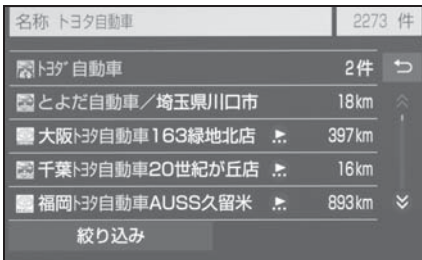 名称 トヨタ自動車 2273 件
トヨダ自動車 2件
とよだ自動車／埼玉県川口市 18km
大阪トヨタ自動車163緑地北店 397km
千葉トヨタ自動車20世紀が丘店 16km
福岡トヨタ自動車AUSS久留米 893km
絞り込み